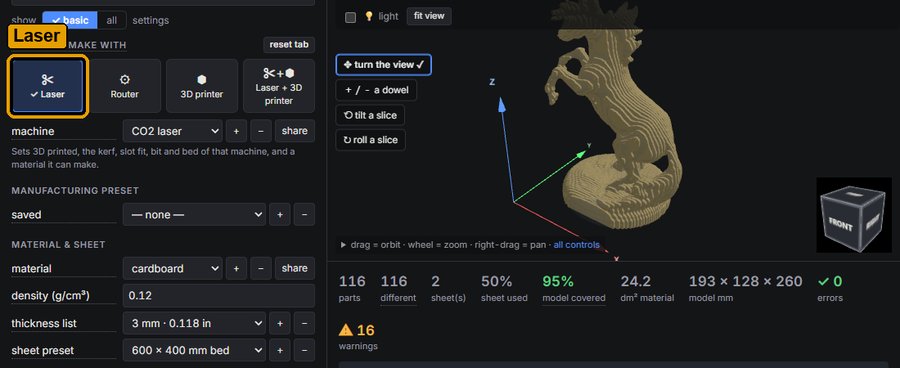 show ✓ basic all settings
Laser
MAKE WITH reset tab
✓ Laser
Router
3D printer
Laser + 3D printer
machine CO2 laser + − share
Sets 3D printed, the kerf, slot fit, bit and bed of that machine, and a
material it can make.
MANUFACTURING PRESET
saved — none — + −
MATERIAL & SHEET
material cardboard + − share
density (g/cm³) 0.12
thickness list 3 mm · 0.118 in + −
sheet preset 600 × 400 mm bed + −
light fit view
✥ turn the view ✓
+ / - a dowel
tilt a slice
roll a slice
Z
Y
X
FRONT
▶ drag = orbit · wheel = zoom · right-drag = pan · all controls
116 116 2 50% 95% 24.2 193 × 128 × 260 ✓ 0
parts different sheet(s) sheet used model covered dm² material model mm errors
⚠ 16
warnings